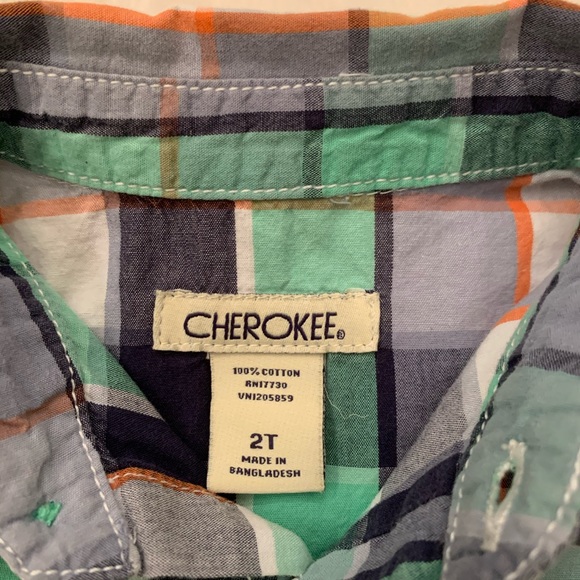 CHEROKEE®
100% COTTON
RN17730
VN1205859
2T
MADE IN
BANGLADESH